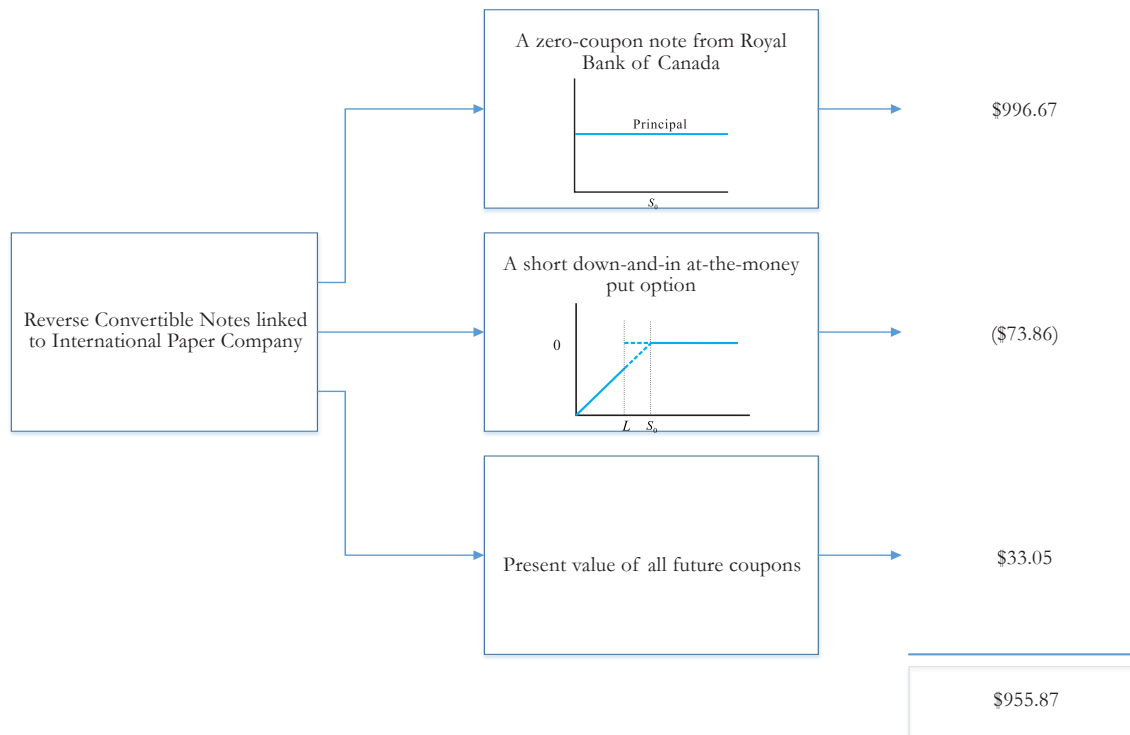 A zero-coupon note from Royal
Bank of Canada
Principal
S₀
$996.67
Reverse Convertible Notes linked
to International Paper Company
A short down-and-in at-the-money
put option
0
L S₀
($73.86)
Present value of all future coupons
$33.05
$955.87